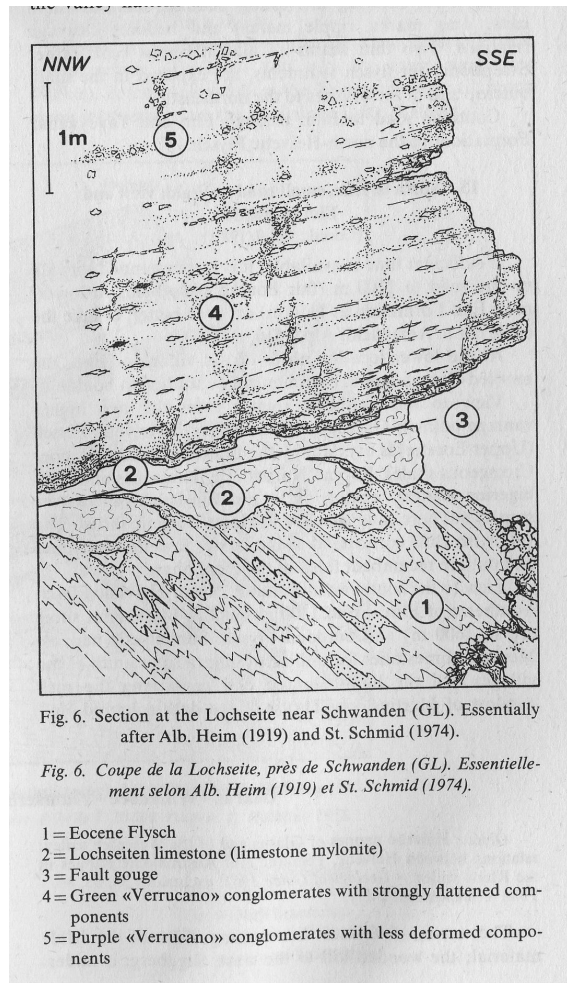 NNW
SSE
1m
5
4
3
2
2
1
Fig. 6. Section at the Lochseite near Schwanden (GL). Essentially
after Alb. Heim (1919) and St. Schmid (1974).
Fig. 6. Coupe de la Lochseite, près de Schwanden (GL). Essentielle-
ment selon Alb. Heim (1919) et St. Schmid (1974).
1 = Eocene Flysch
2 = Lochseiten limestone (limestone mylonite)
3 = Fault gouge
4 = Green «Verrucano» conglomerates with strongly flattened com-
ponents
5 = Purple «Verrucano» conglomerates with less deformed compo-
nents